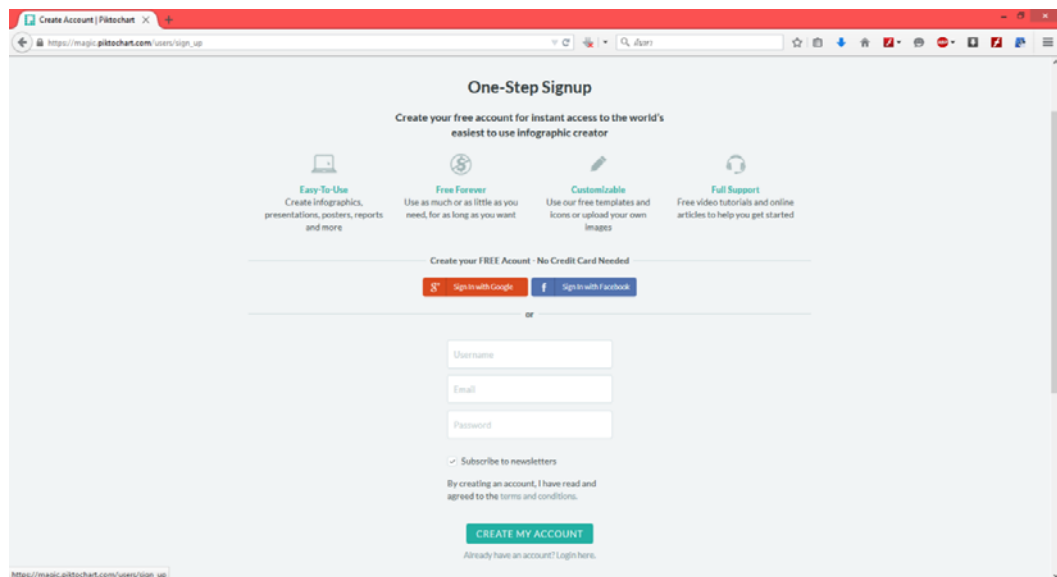 Create Account | Piktochart
https://magic.piktochart.com/users/sign_up
ค้นหา
One-Step Signup
Create your free account for instant access to the world's
easiest to use infographic creator
Easy-To-Use
Create infographics,
presentations, posters, reports
and more
Free Forever
Use as much or as little as you
need, for as long as you want
Customizable
Use our free templates and
icons or upload your own
images
Full Support
Free video tutorials and online
articles to help you get started
Create your FREE Acount - No Credit Card Needed
Sign In with Google
Sign In with Facebook
or
Username
Email
Password
Subscribe to newsletters
By creating an account, I have read and
agreed to the terms and conditions.
CREATE MY ACCOUNT
Already have an account? Login here.
https://magic.piktochart.com/users/sign_up